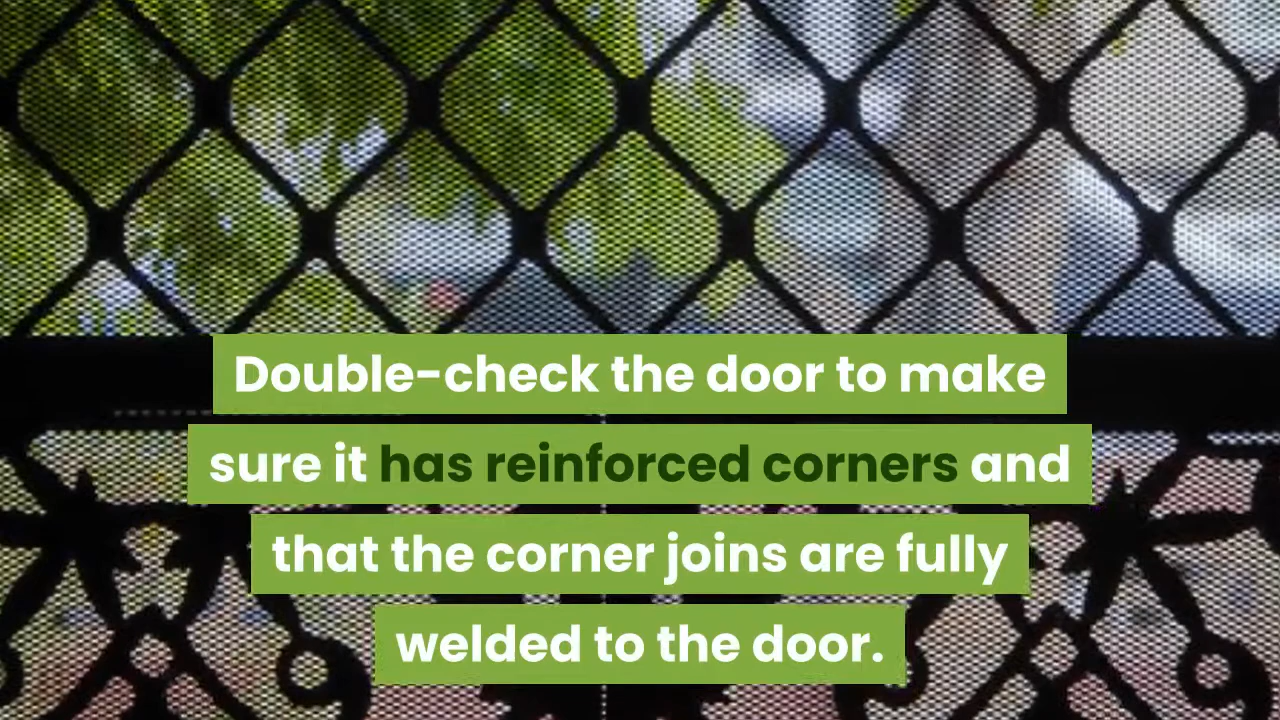 Double-check the door to make
sure it has reinforced corners and
that the corner joins are fully
welded to the door.